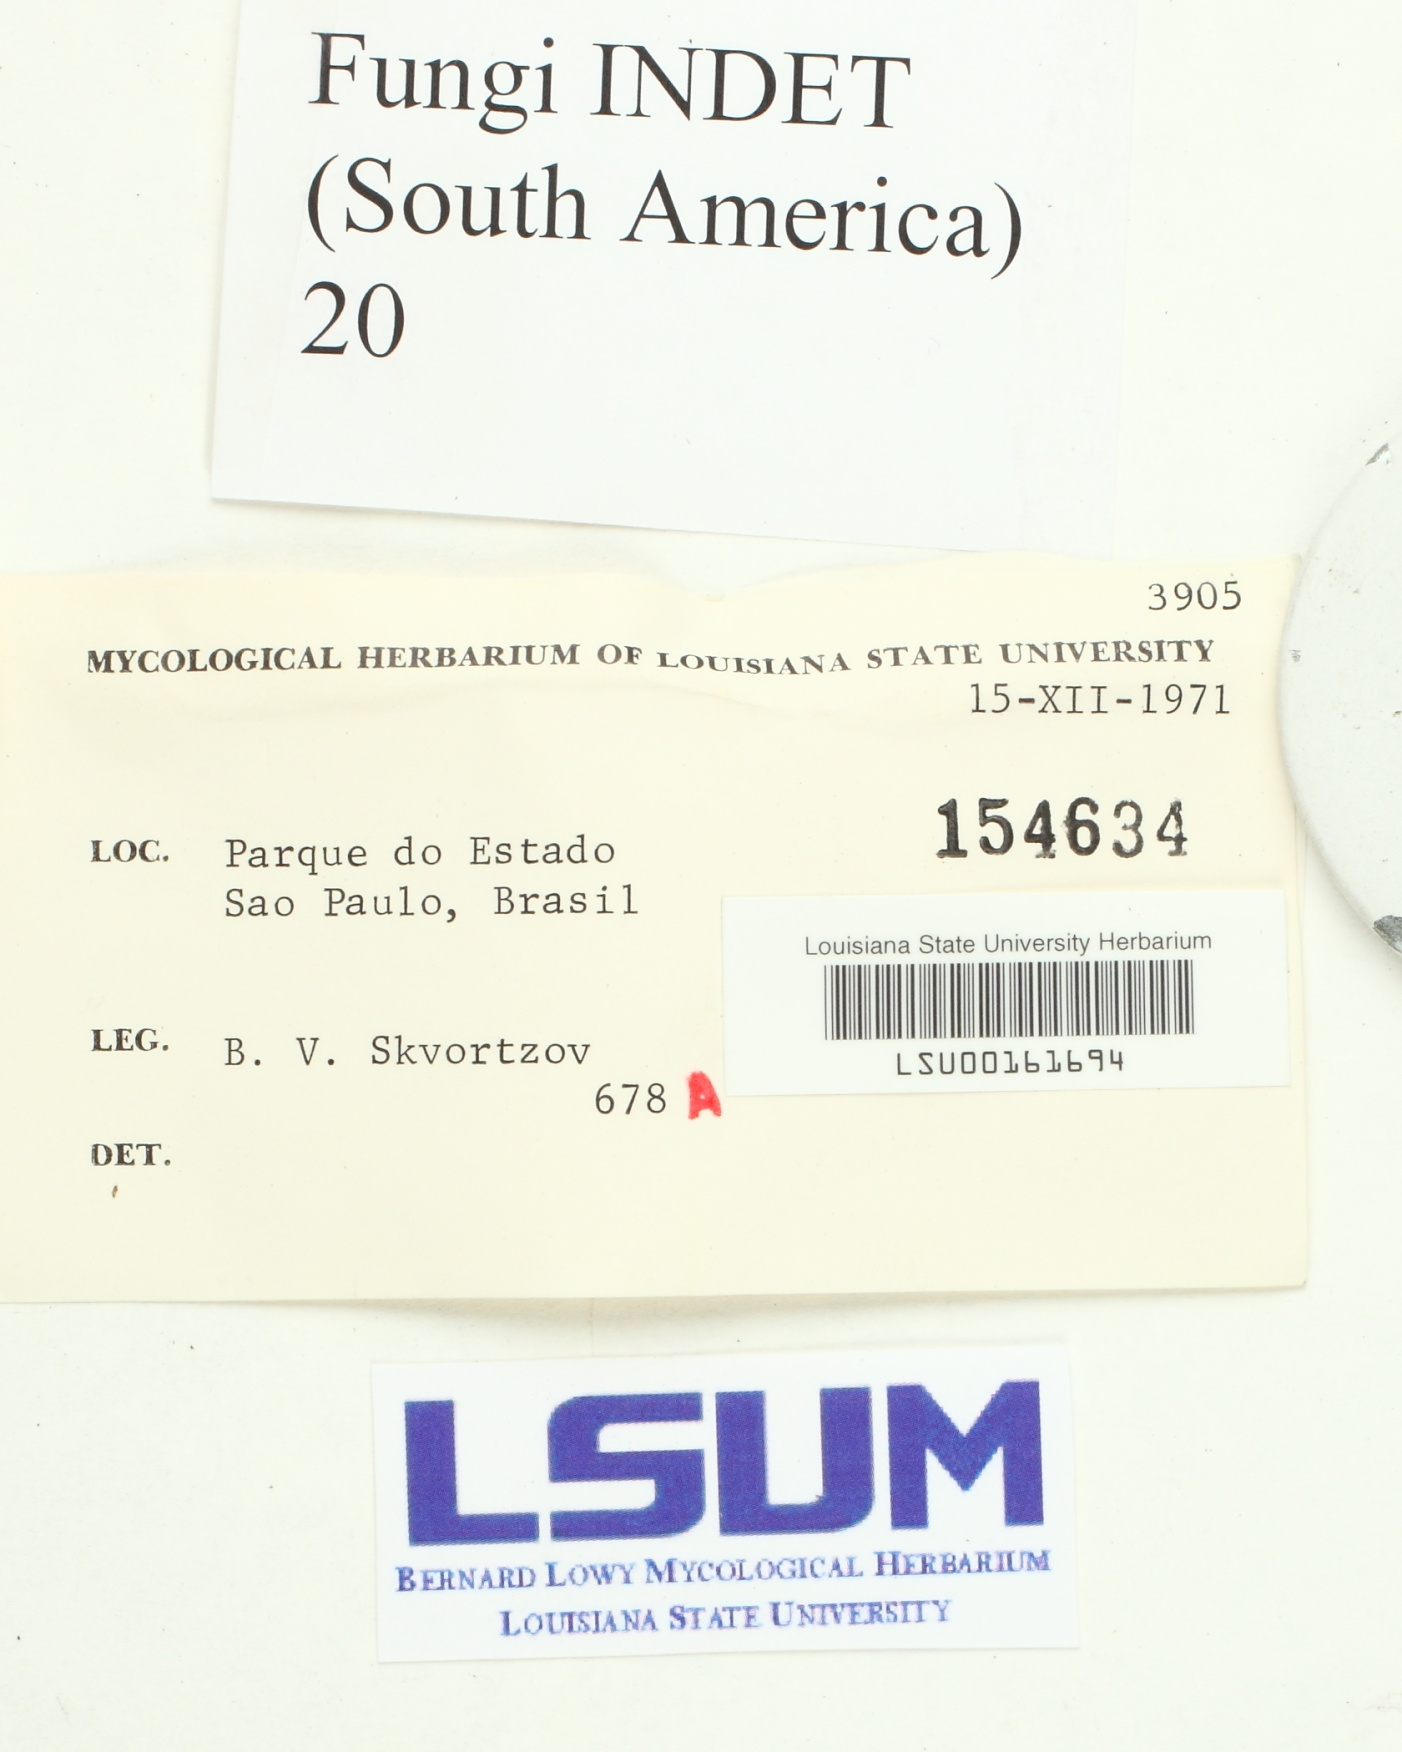 Fungi INDET
(South America)
20
3905
MYCOLOGICAL HERBARIUM OF LOUISIANA STATE UNIVERSITY
15-XII-1971
154634
LOC. Parque do Estado
Sao Paulo, Brasil
Louisiana State University Herbarium
LSU00161694
LEG. B. V. Skvortzov
678 A
DET.
LSUM
BERNARD LOWY MYCOLOGICAL HERBARIUM
LOUISIANA STATE UNIVERSITY